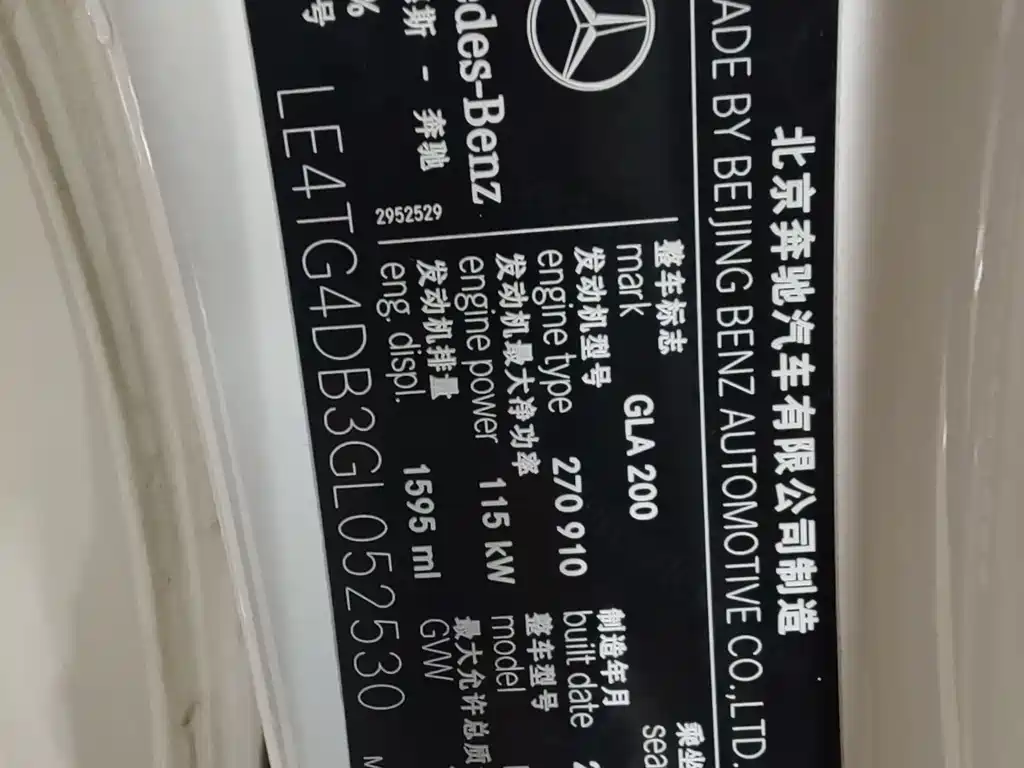 北京奔驰汽车有限公司制造
ADE BY BEIJING BENZ AUTOMOTIVE CO.,LTD.
edes-Benz
斯 - 奔驰
2952529
整车标志
mark GLA 200
发动机型号
engine type 270 910
发动机最大净功率
engine power 115 kW
发动机排量
eng. displ. 1595 ml
乘坐
sea
制造年月
built date 2
整车型号
model
最大允许总质
GVW
%
号
LE4TG4DB3GL052530
M